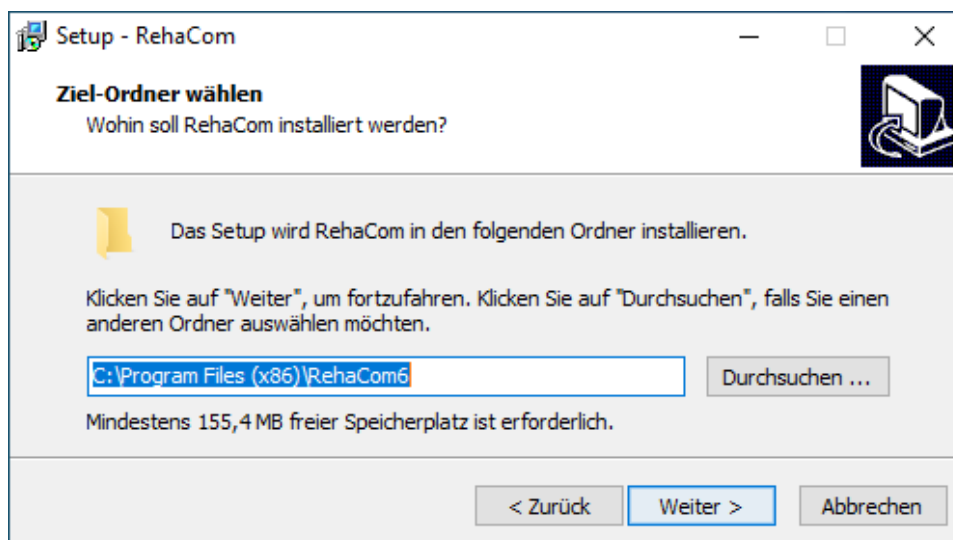 Setup - RehaCom
Ziel-Ordner wählen
Wohin soll RehaCom installiert werden?
Das Setup wird RehaCom in den folgenden Ordner installieren.
Klicken Sie auf "Weiter", um fortzufahren. Klicken Sie auf "Durchsuchen", falls Sie einen
anderen Ordner auswählen möchten.
C:\Program Files (x86)\RehaCom6
Durchsuchen ...
Mindestens 155,4 MB freier Speicherplatz ist erforderlich.
< Zurück
Weiter >
Abbrechen